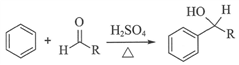 O
HO H
+ H R H₂SO₄ R
△